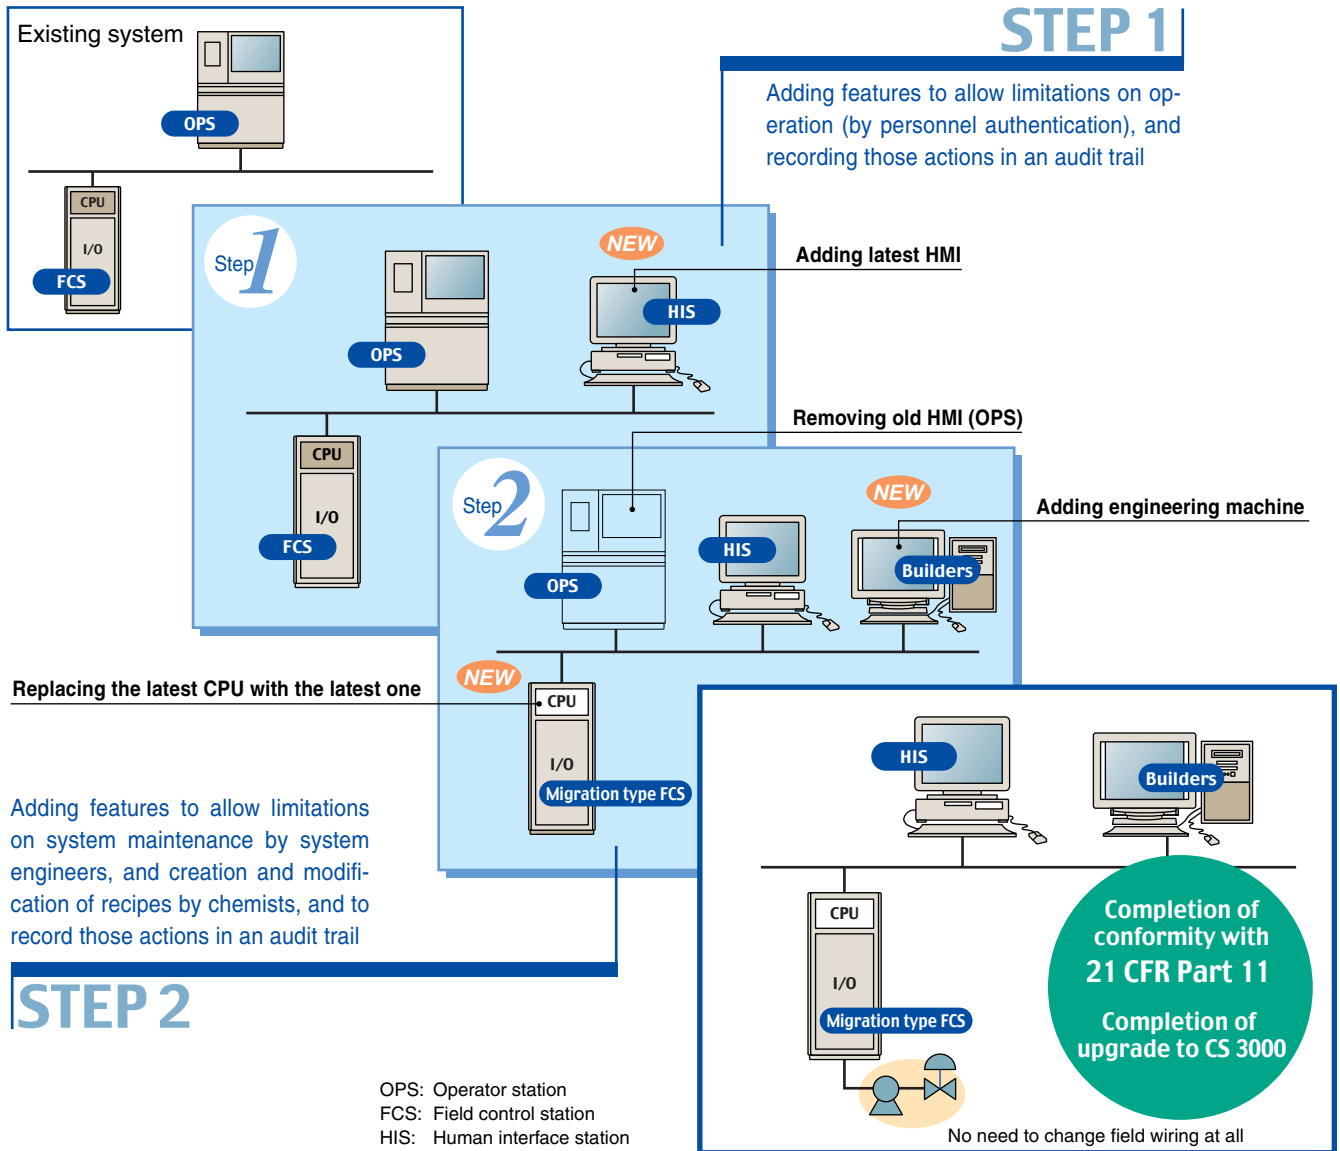 Existing system
OPS
CPU
I/O
FCS
STEP 1
Adding features to allow limitations on op-
eration (by personnel authentication), and
recording those actions in an audit trail
Step 1
NEW
Adding latest HMI
HIS
OPS
CPU
I/O
FCS
Removing old HMI (OPS)
Step 2
NEW
Adding engineering machine
HIS
Builders
OPS
NEW
Replacing the latest CPU with the latest one
CPU
I/O
Migration type FCS
Adding features to allow limitations
on system maintenance by system
engineers, and creation and modifi-
cation of recipes by chemists, and to
record those actions in an audit trail
STEP 2
HIS
Builders
CPU
I/O
Migration type FCS
Completion of
conformity with
21 CFR Part 11
Completion of
upgrade to CS 3000
No need to change field wiring at all
OPS: Operator station
FCS: Field control station
HIS: Human interface station